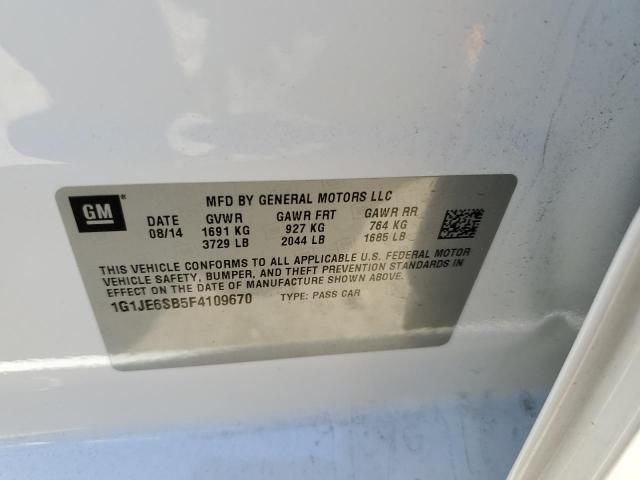 GM
MFD BY GENERAL MOTORS LLC
DATE GVWR GAWR FRT GAWR RR
08/14 1691 KG 927 KG 764 KG
3729 LB 2044 LB 1685 LB
THIS VEHICLE CONFORMS TO ALL APPLICABLE U.S. FEDERAL MOTOR
VEHICLE SAFETY, BUMPER, AND THEFT PREVENTION STANDARDS IN
EFFECT ON THE DATE OF MANUFACTURE SHOWN ABOVE.
1G1JE6SB5F4109670 TYPE: PASS CAR